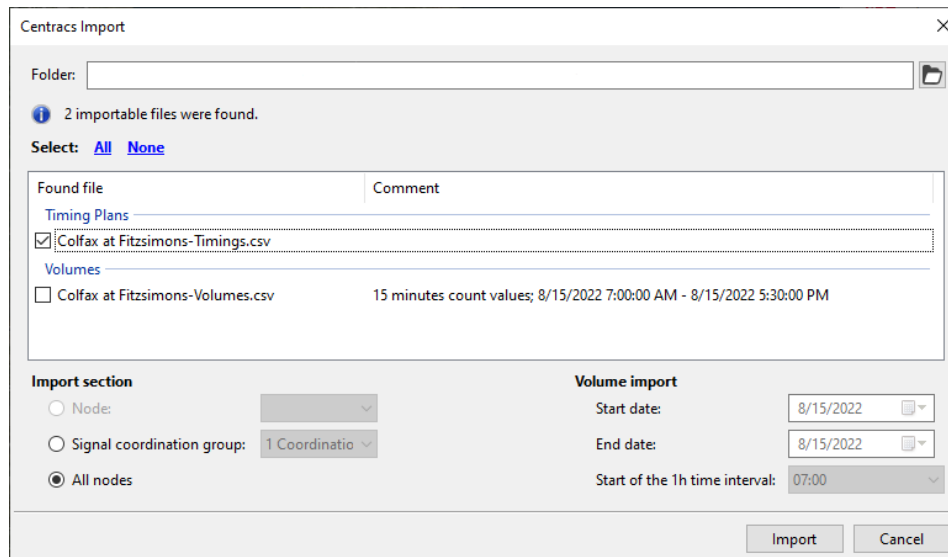 Centracs Import
Folder:
2 importable files were found.
Select: All None
Found file Comment
Timing Plans
Colfax at Fitzsimons-Timings.csv
Volumes
Colfax at Fitzsimons-Volumes.csv 15 minutes count values; 8/15/2022 7:00:00 AM - 8/15/2022 5:30:00 PM
Import section Volume import
Node: Start date: 8/15/2022
Signal coordination group: 1 Coordinatio End date: 8/15/2022
All nodes Start of the 1h time interval: 07:00
Import Cancel